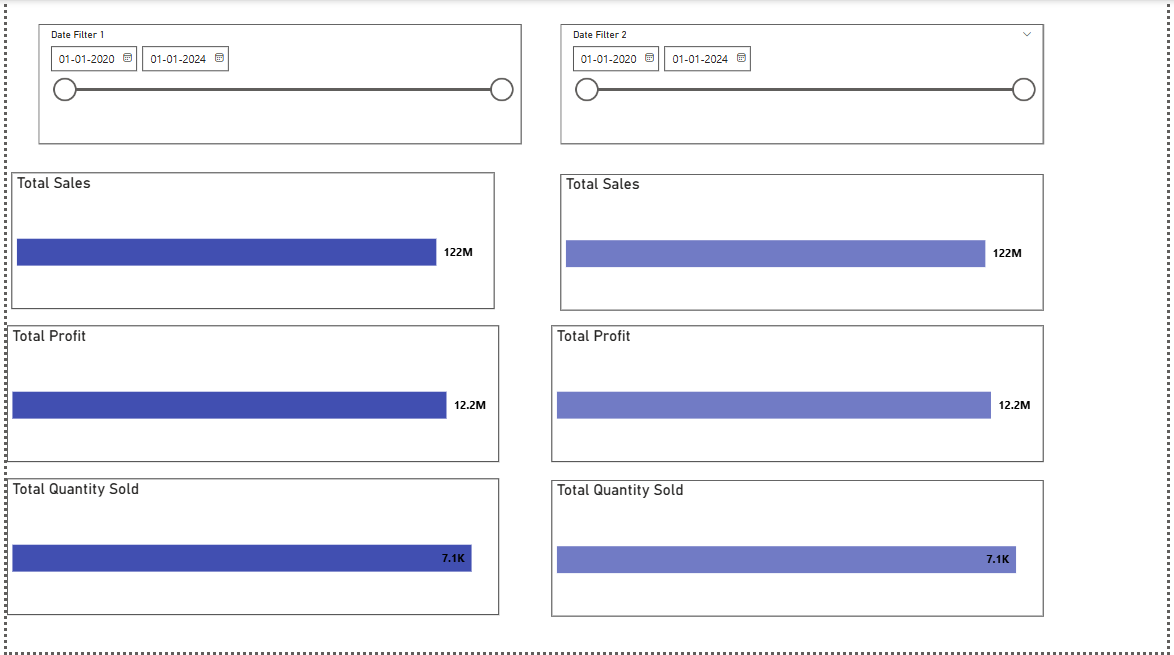 Date Filter 1
01-01-2020 01-01-2024
Date Filter 2
01-01-2020 01-01-2024
Total Sales
122M
Total Sales
122M
Total Profit
12.2M
Total Profit
12.2M
Total Quantity Sold
7.1K
Total Quantity Sold
7.1K